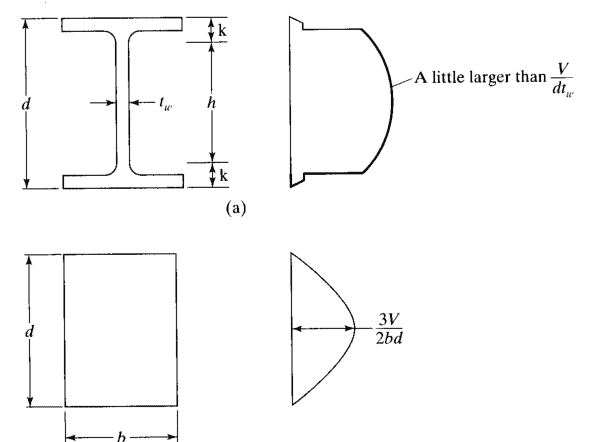 k
d
t_w
h
A little larger than V/dt_w
k
(a)
d
3V/2bd
b